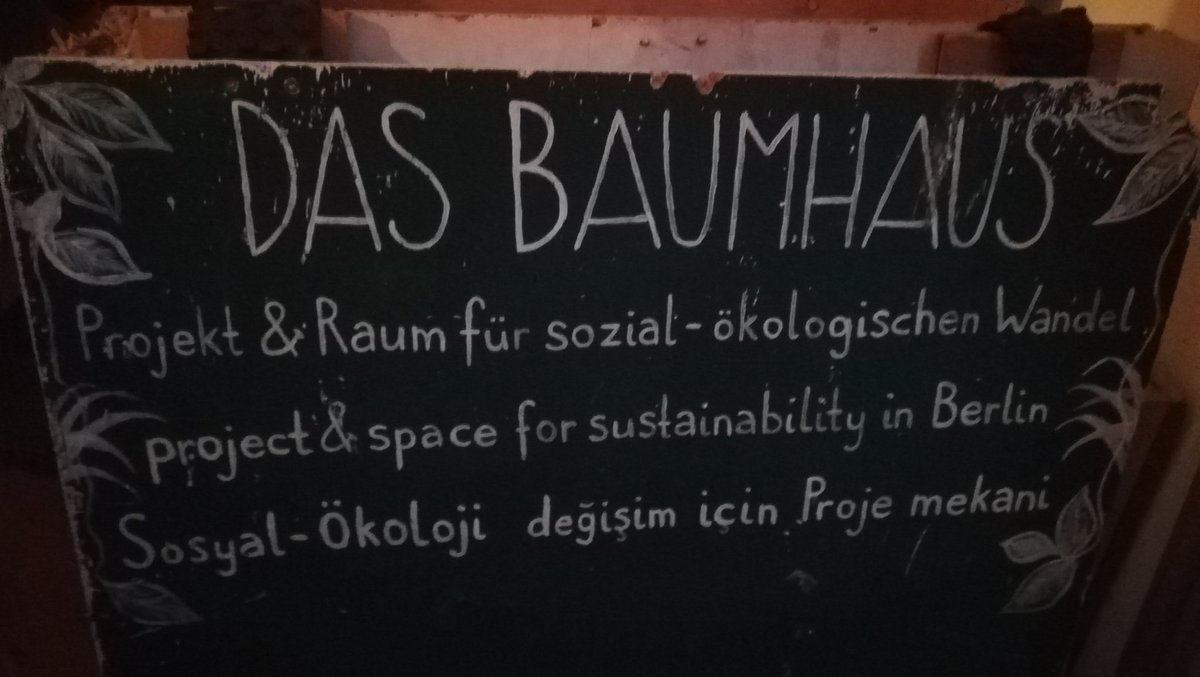 DAS BAUMHAUS
Projekt & Raum für sozial-ökologischen Wandel
project & space for sustainability in Berlin
Sosyal-Ökoloji değişim için Proje mekani